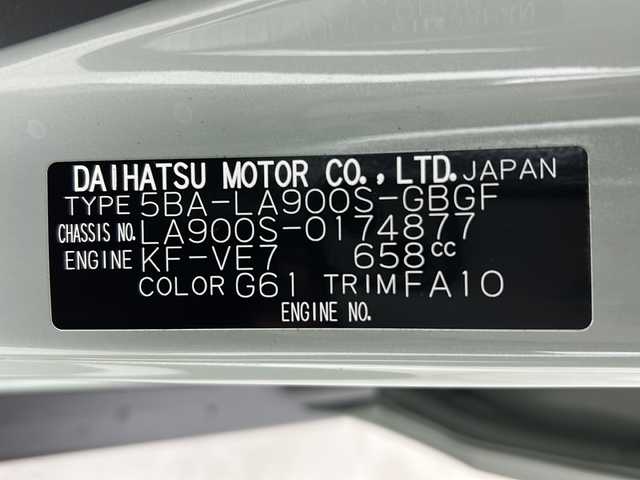 DAIHATSU MOTOR CO., LTD. JAPAN
TYPE 5BA-LA900S-GBGF
CHASSIS NO. LA900S-0174877
ENGINE KF-VE7 658cc
COLOR G61 TRIM FA10
ENGINE NO.